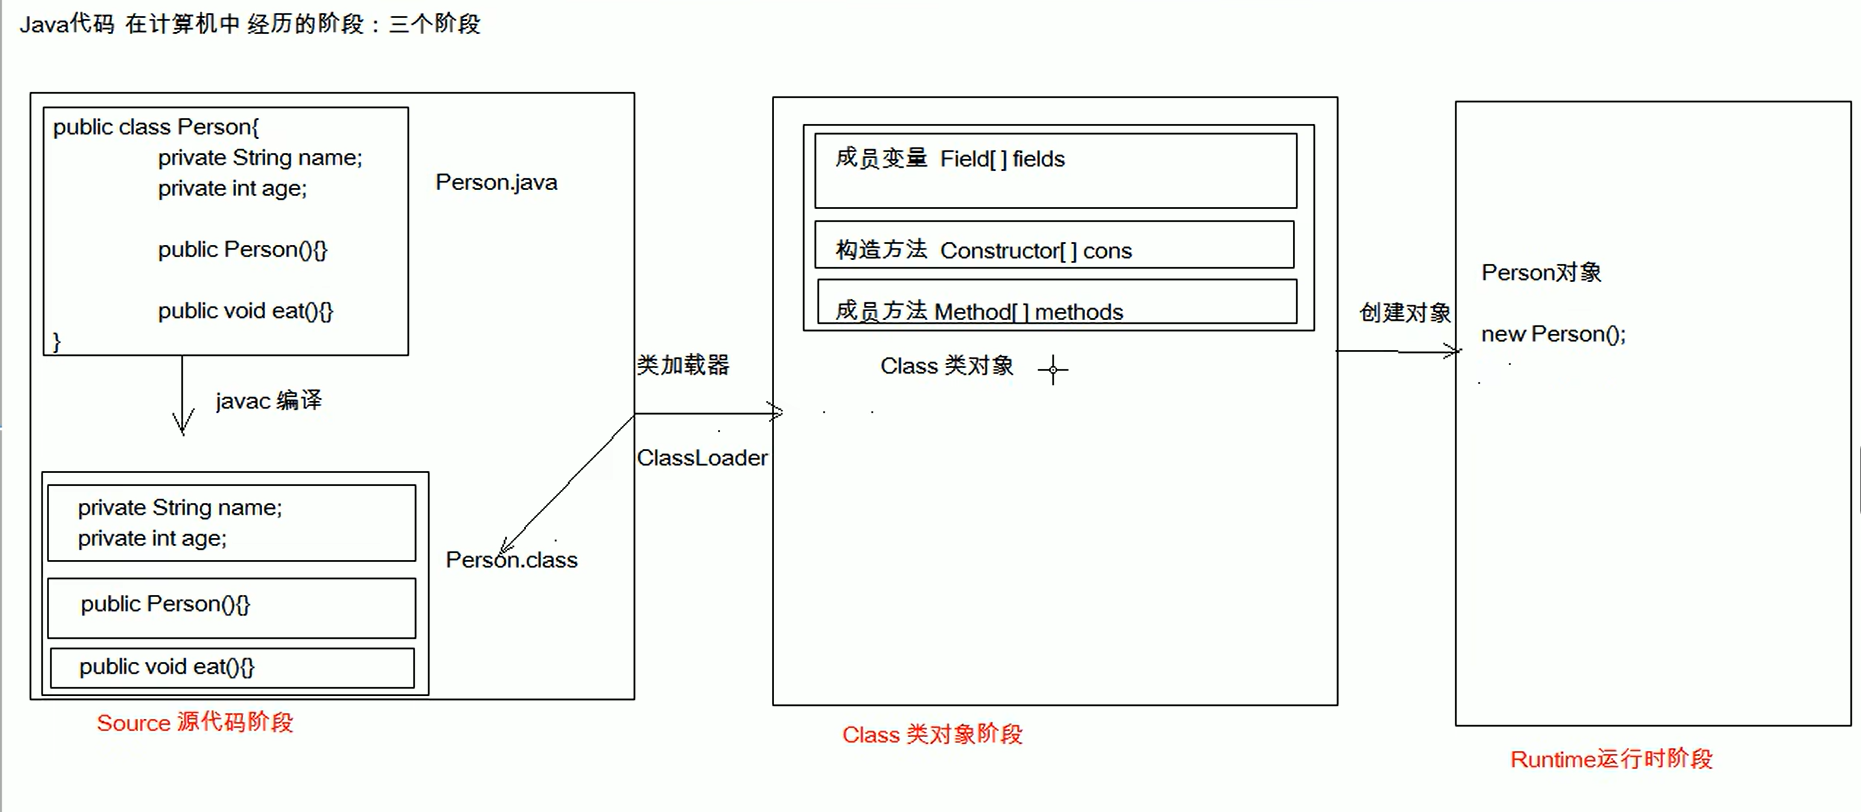 Java代码 在计算机中 经历的阶段：三个阶段
public class Person{
private String name;
private int age;
public Person(){}
public void eat(){}
}
Person.java
javac 编译
private String name;
private int age;
public Person(){}
public void eat(){}
Person.class
Source 源代码阶段
类加载器
ClassLoader
成员变量 Field[] fields
构造方法 Constructor[] cons
成员方法 Method[] methods
Class 类对象
Class 类对象阶段
创建对象
Person对象
new Person();
Runtime运行时阶段